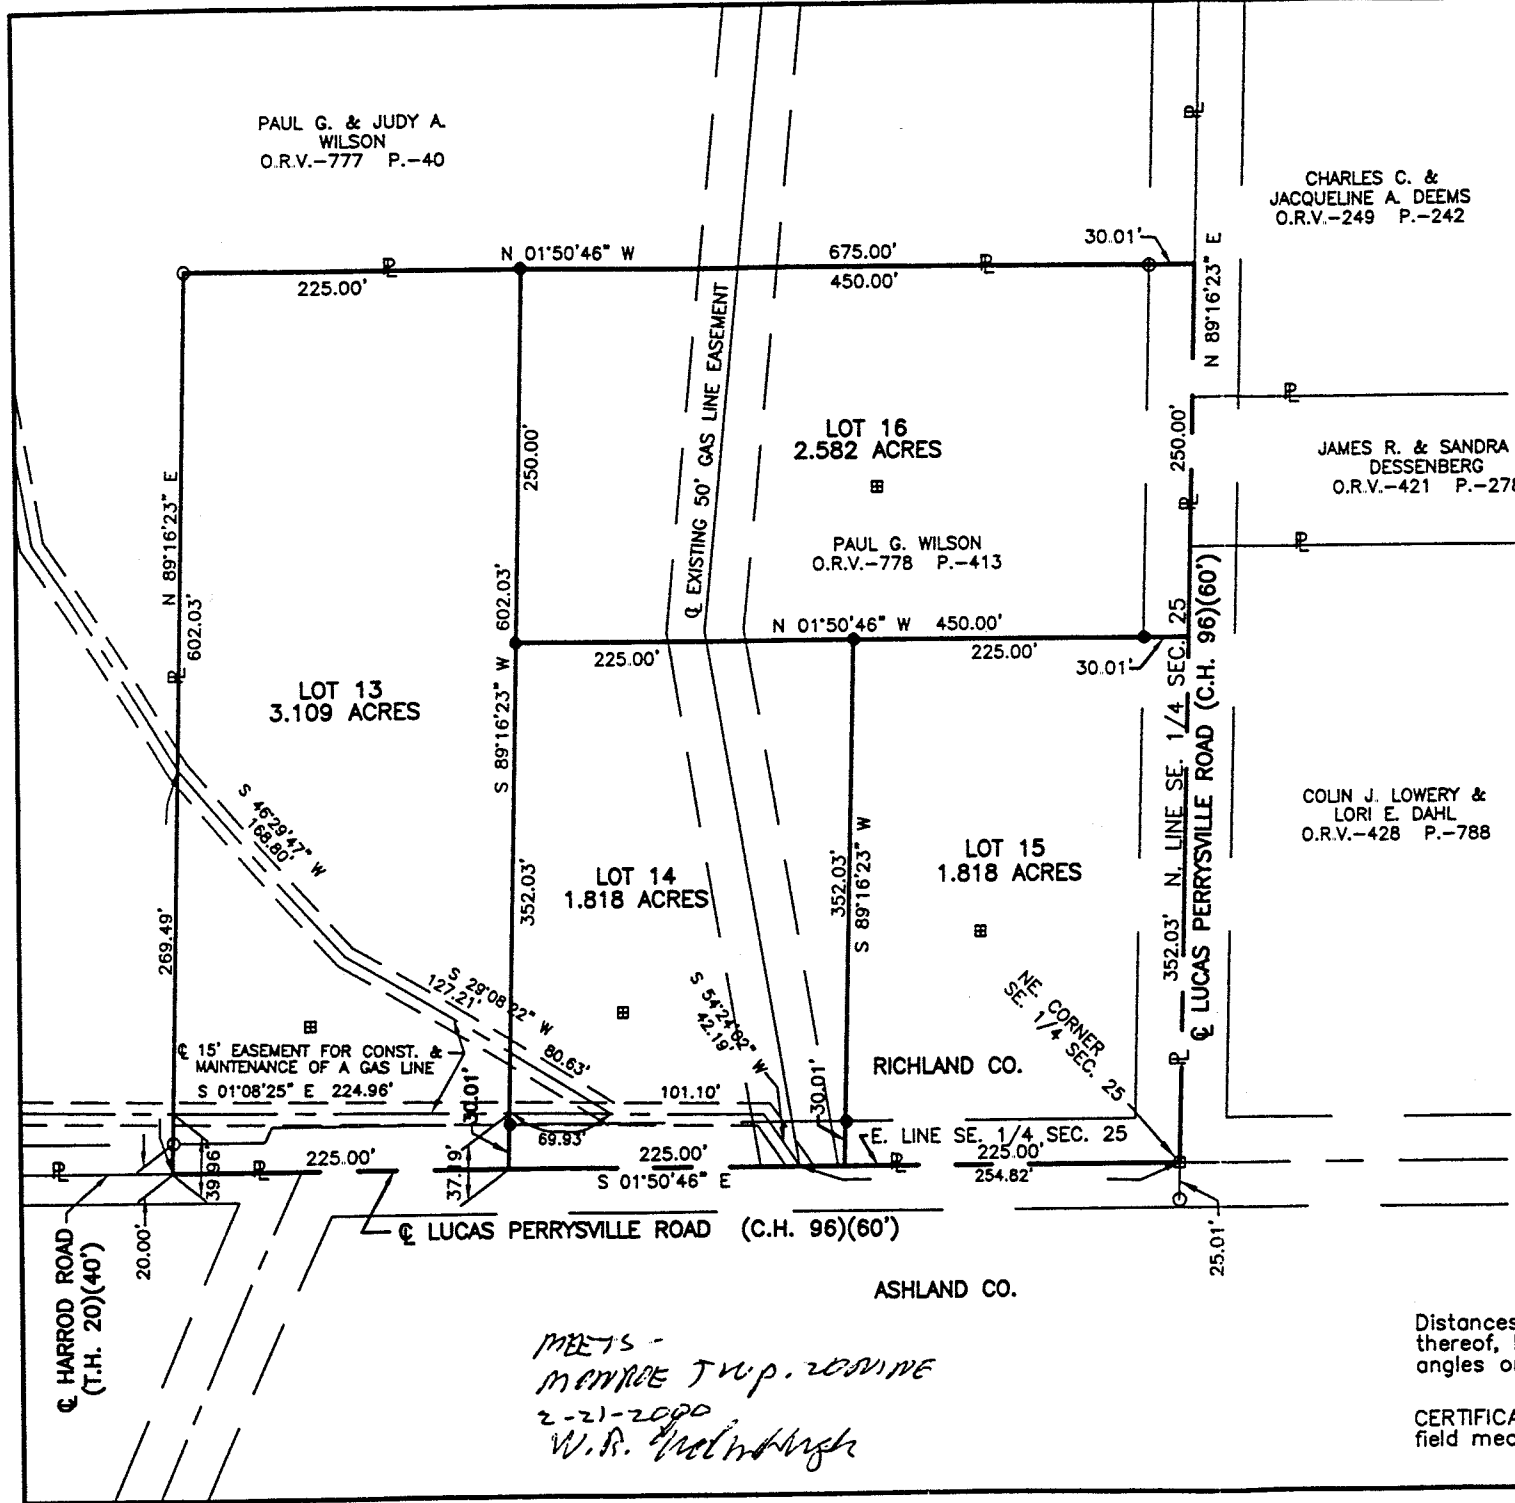 PAUL G. & JUDY A.
WILSON
O.R.V.-777 P.-40
CHARLES C. &
JACQUELINE A. DEEMS
O.R.V.-249 P.-242
N 01°50'46" W
675.00'
30.01'
225.00'
450.00'
N 89°16'23" E
℄ EXISTING 50' GAS LINE EASEMENT
LOT 16
2.582 ACRES
250.00'
250.00'
JAMES R. & SANDRA
DESSENBERG
O.R.V.-421 P.-278
PAUL G. WILSON
O.R.V.-778 P.-413
N 89°16'23" E
602.03'
602.03'
S 89°16'23" W
N 01°50'46" W 450.00'
225.00'
225.00'
30.01'
LOT 13
3.109 ACRES
352.03' N. LINE SE. 1/4 SEC. 25
℄ LUCAS PERRYSVILLE ROAD (C.H. 96)(60')
COLIN J. LOWERY &
LORI E. DAHL
O.R.V.-428 P.-788
S 46°29'47" W
168.80'
LOT 14
1.818 ACRES
352.03'
352.03'
S 89°16'23" W
LOT 15
1.818 ACRES
269.49'
S 29°08'22" W
127.21'
80.63'
S 54°24'02" W
42.19'
NE. CORNER
SE. 1/4 SEC. 25
℄ 15' EASEMENT FOR CONST. &
MAINTENANCE OF A GAS LINE
S 01°08'25" E 224.96'
30.01'
101.10'
30.01'
RICHLAND CO.
69.93'
E. LINE SE. 1/4 SEC. 25
39.96'
225.00'
37.19'
225.00'
S 01°50'46" E
225.00'
254.82'
20.00'
℄ LUCAS PERRYSVILLE ROAD (C.H. 96)(60')
25.01'
℄ HARROD ROAD
(T.H. 20)(40')
ASHLAND CO.
MEETS -
MONROE TWP. ZONING
2-21-2000
W.R.
Distances
thereof,
angles or
CERTIFICA
field mea